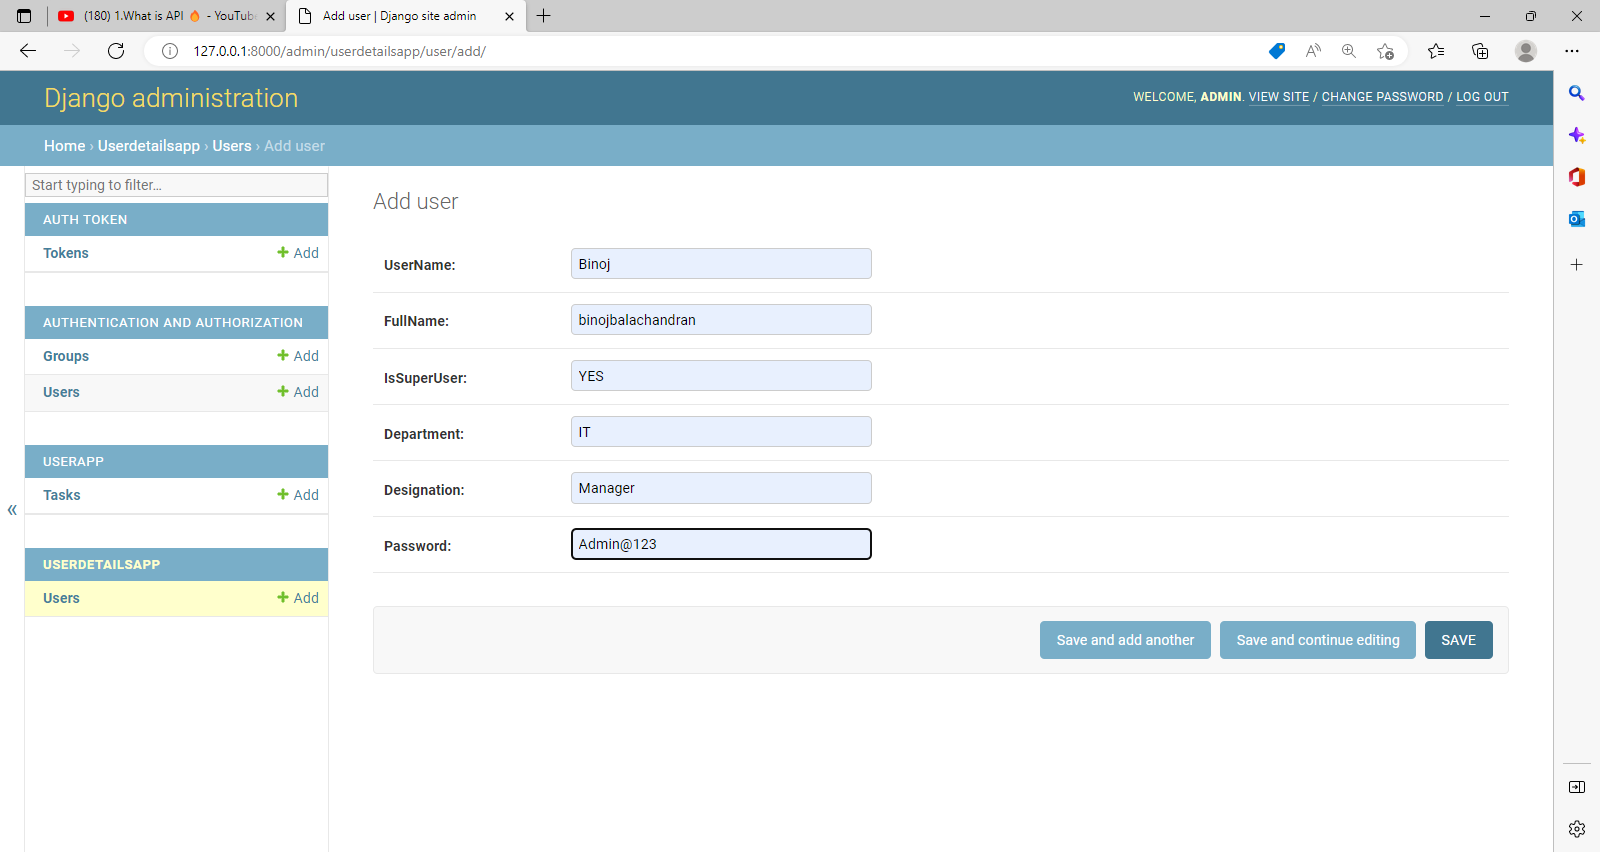 (180) 1.What is API 🔥 - YouTube
Add user | Django site admin
127.0.0.1:8000/admin/userdetailsapp/user/add/
Django administration
WELCOME, ADMIN. VIEW SITE / CHANGE PASSWORD / LOG OUT
Home › Userdetailsapp › Users › Add user
Start typing to filter...
AUTH TOKEN
Tokens + Add
AUTHENTICATION AND AUTHORIZATION
Groups + Add
Users + Add
USERAPP
Tasks + Add
«
USERDETAILSAPP
Users + Add
Add user
UserName: Binoj
FullName: binojbalachandran
IsSuperUser: YES
Department: IT
Designation: Manager
Password: Admin@123
Save and add another Save and continue editing SAVE